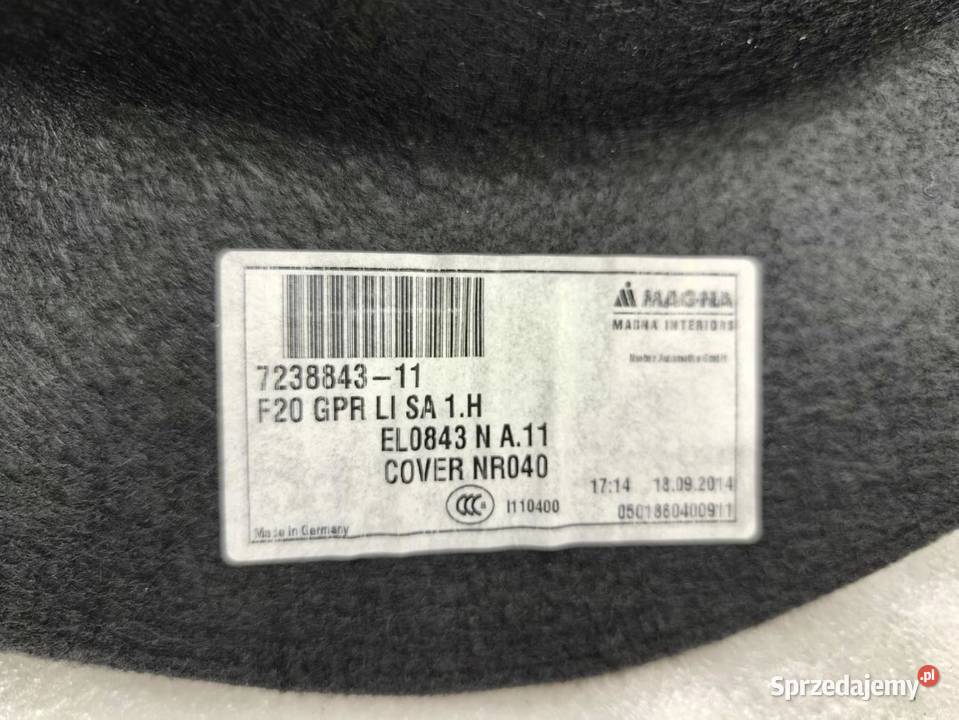 MAGNA
MAGNA INTERIORS
7238843-11
F20 GPR LI SA 1.H
EL0843 N A.11
COVER NR040
17:14 18.09.2014
CCC I110400
0501860400911
Made in Germany
Sprzedajemy.pl